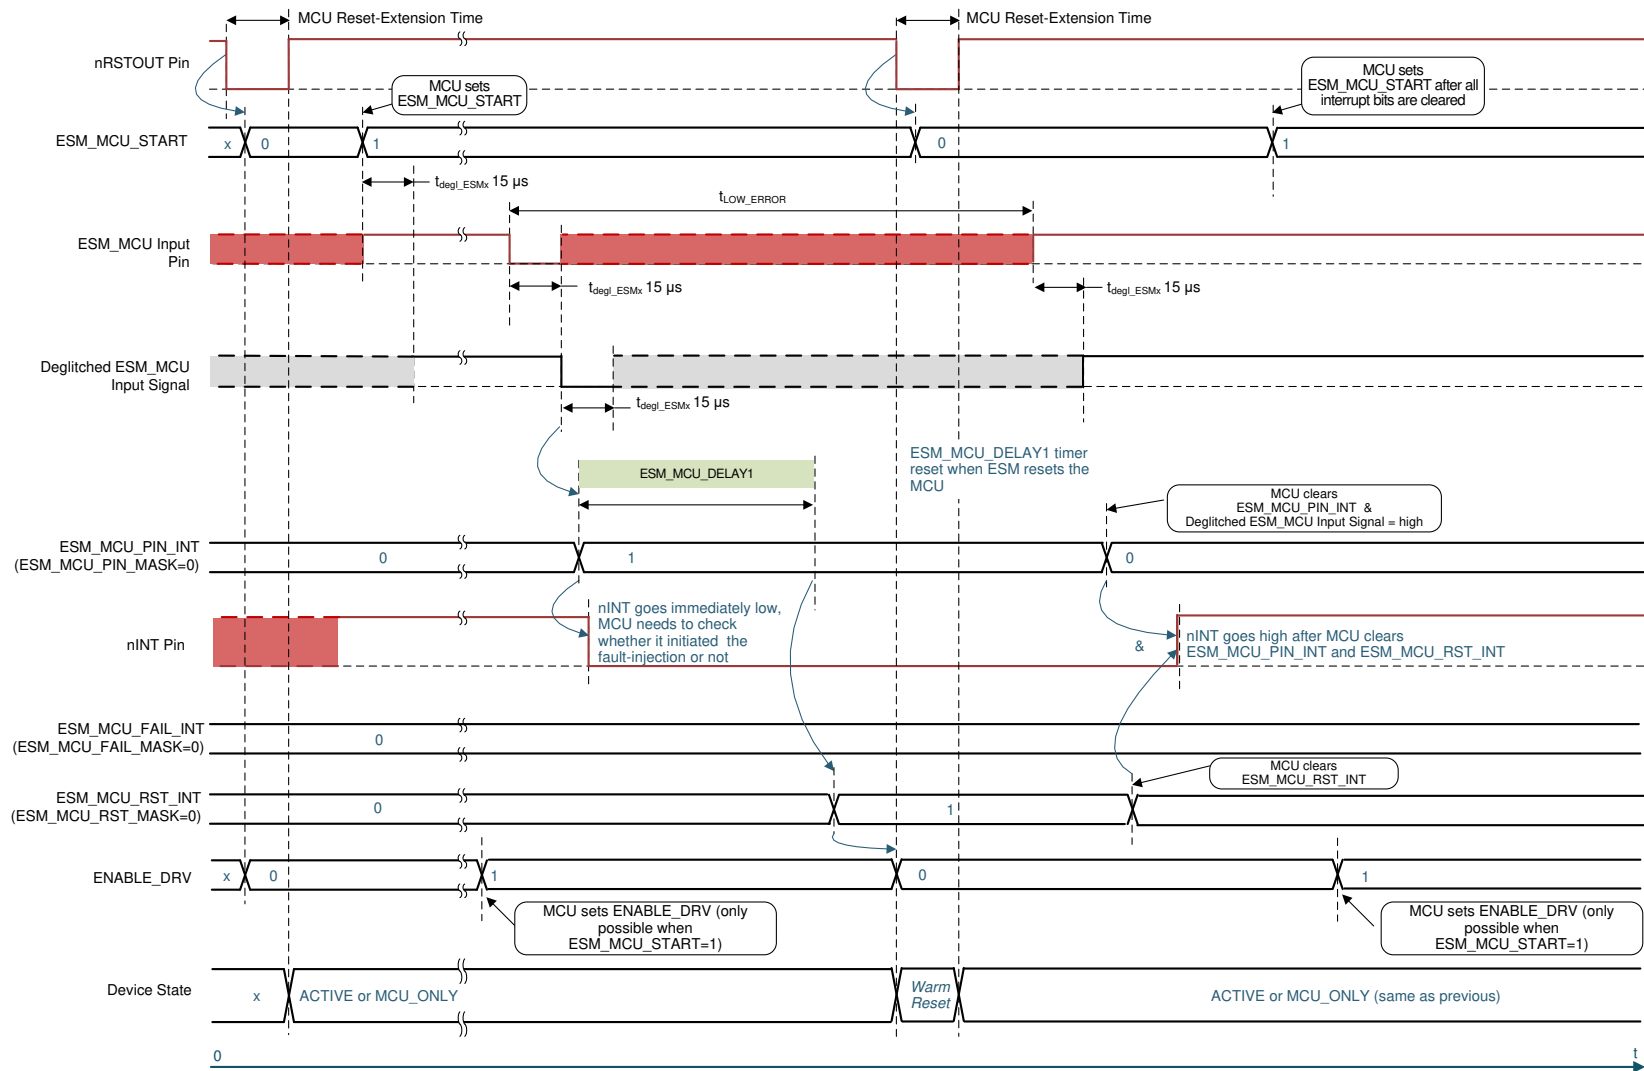 MCU Reset-Extension Time
MCU Reset-Extension Time
nRSTOUT Pin
MCU sets
ESM_MCU_START
MCU sets
ESM_MCU_START after all
interrupt bits are cleared
ESM_MCU_START
x
0
1
0
1
tdegl_ESMx 15 µs
tLOW_ERROR
ESM_MCU Input
Pin
tdegl_ESMx 15 µs
tdegl_ESMx 15 µs
Deglitched ESM_MCU
Input Signal
tdegl_ESMx 15 µs
ESM_MCU_DELAY1
ESM_MCU_DELAY1 timer
reset when ESM resets the
MCU
MCU clears
ESM_MCU_PIN_INT &
Deglitched ESM_MCU Input Signal = high
ESM_MCU_PIN_INT
(ESM_MCU_PIN_MASK=0)
0
1
0
nINT Pin
nINT goes immediately low,
MCU needs to check
whether it initiated the
fault-injection or not
&
nINT goes high after MCU clears
ESM_MCU_PIN_INT and ESM_MCU_RST_INT
ESM_MCU_FAIL_INT
(ESM_MCU_FAIL_MASK=0)
0
MCU clears
ESM_MCU_RST_INT
ESM_MCU_RST_INT
(ESM_MCU_RST_MASK=0)
0
1
ENABLE_DRV
x
0
1
0
1
MCU sets ENABLE_DRV (only
possible when
ESM_MCU_START=1)
MCU sets ENABLE_DRV (only
possible when
ESM_MCU_START=1)
Device State
x
ACTIVE or MCU_ONLY
Warm
Reset
ACTIVE or MCU_ONLY (same as previous)
0
t